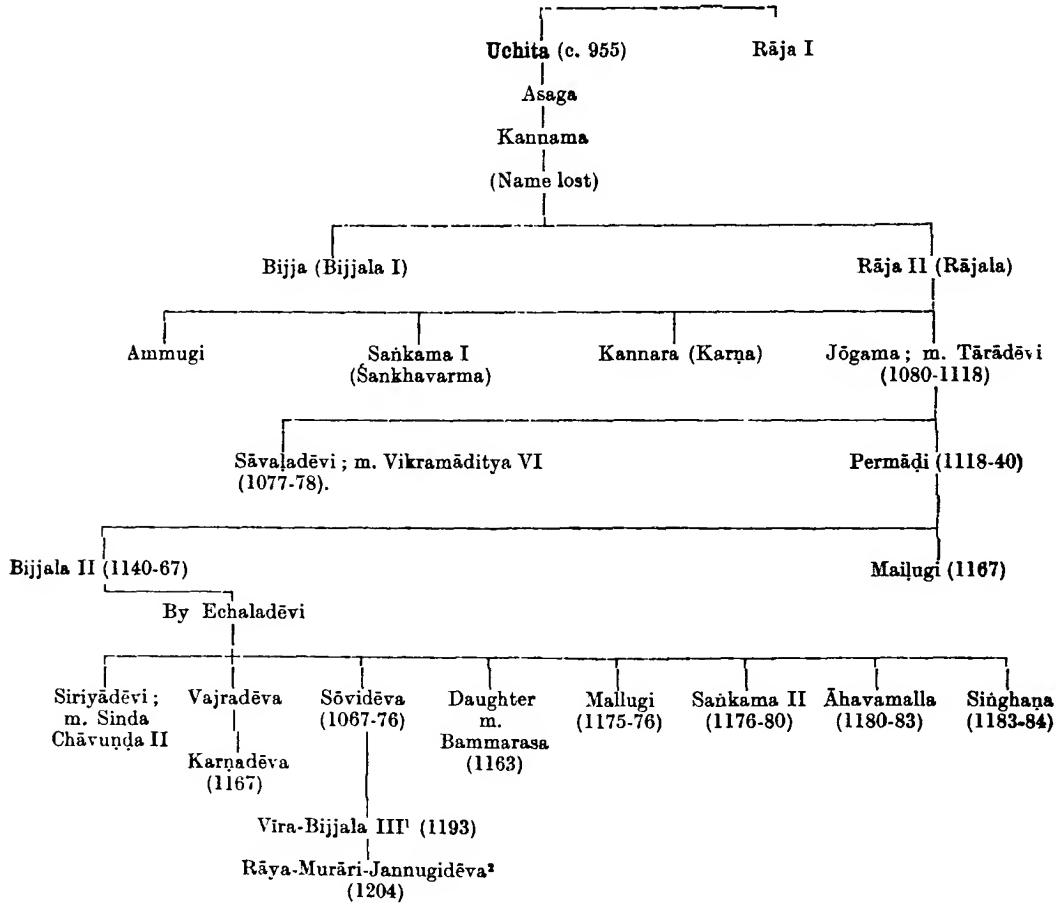 Uchita (c. 955) Rāja I
Asaga
Kannama
(Name lost)
Bijja (Bijjala I) Rāja II (Rājala)
Ammugi Saṅkama I Kannara (Karṇa) Jōgama ; m. Tārādēvi
(Śankhavarma) (1080-1118)
Sāvaḷadēvi ; m. Vikramāditya VI Permāḍi (1118-40)
(1077-78).
Bijjala II (1140-67) Maiḷugi (1167)
By Echaladēvi
Siriyādēvi ; Vajradēva Sōvidēva Daughter Mallugi Saṅkama II Āhavamalla Siṅghaṇa
m. Sinda (1067-76) m. (1175-76) (1176-80) (1180-83) (1183-84)
Chāvuṇḍa II Bammarasa
Karṇadēva (1163)
(1167)
Vīra-Bijjala III¹ (1193)
Rāya-Murāri-Jannugidēva²
(1204)